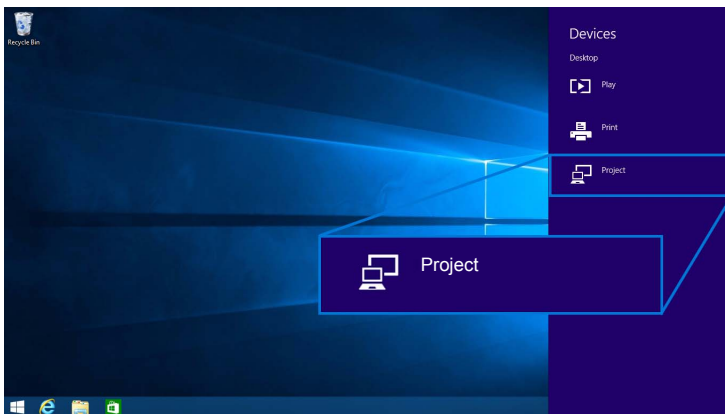 Recycle Bin
Devices
Desktop
Play
Print
Project
Project